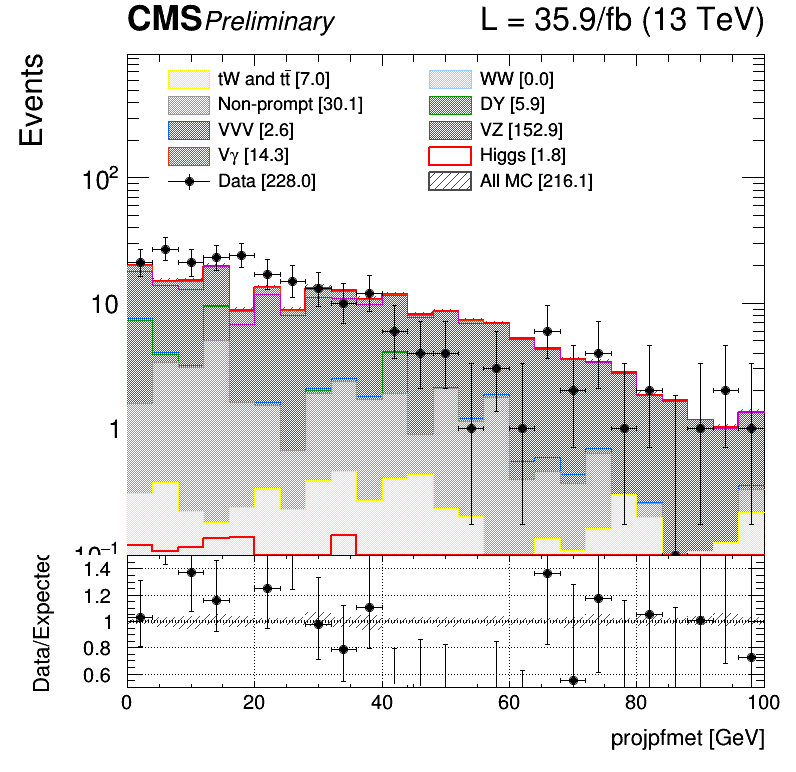 CMS Preliminary L = 35.9/fb (13 TeV)
Events
tW and tt̄ [7.0] WW [0.0]
Non-prompt [30.1] DY [5.9]
VVV [2.6] VZ [152.9]
Vγ [14.3] Higgs [1.8]
Data [228.0] All MC [216.1]
10²
10
1
10⁻¹
Data/Expected
1.4
1.2
1
0.8
0.6
0 20 40 60 80 100
projpfmet [GeV]